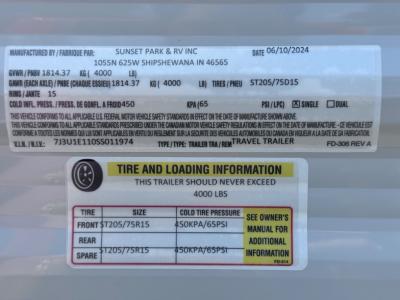 MANUFACTURED BY / FABRIQUE PAR: SUNSET PARK & RV INC DATE 06/10/2024
1055N 625W SHIPSHEWANA IN 46565
GVWR / PNBV 1814.37 KG ( 4000 LB)
GAWR (EACH AXLE) / 1814.37 KG ( 4000 LB) TIRES / PNEU ST205/75D15
RIMS / JANTE 15
COLD INFL. PRESS. / PRESS. DE GONFL. A FROID 450 KPA (65 PSI / LPC) ☒ SINGLE ☐ DUAL
THIS VEHICLE CONFORMS TO ALL APPLICABLE U.S. FEDERAL MOTOR VEHICLE SAFETY STANDARDS IN EFFECT ON THE DATE OF MANUFACTURE SHOWN ABOVE.
V.I.N. 7J3U1E110SS011974 TYPE / TYPE: TRAILER / TRA REM TRAVEL TRAILER
FD-306 REV A
TIRE AND LOADING INFORMATION
THIS TRAILER SHOULD NEVER EXCEED
4000 LBS
TIRE SIZE COLD TIRE PRESSURE
FRONT ST205/75R15 450KPA/65PSI
REAR
SPARE ST205/75R15 450KPA/65PSI
SEE OWNER'S
MANUAL FOR
ADDITIONAL
INFORMATION